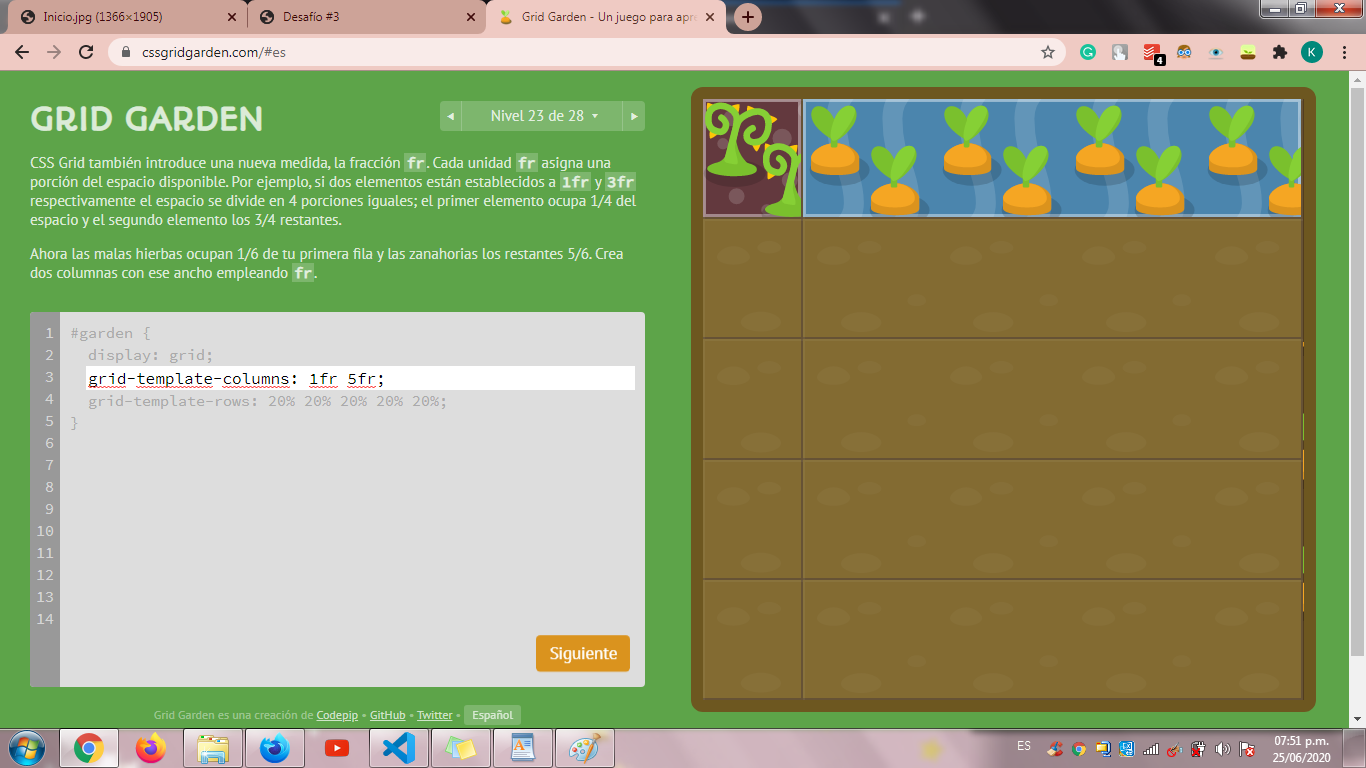 Inicio.jpg (1366×1905)
Desafío #3
Grid Garden - Un juego para apr
cssgridgarden.com/#es
4
K
GRID GARDEN
Nivel 23 de 28
CSS Grid también introduce una nueva medida, la fracción fr. Cada unidad fr asigna una
porción del espacio disponible. Por ejemplo, si dos elementos están establecidos a 1fr y 3fr
respectivamente el espacio se divide en 4 porciones iguales; el primer elemento ocupa 1/4 del
espacio y el segundo elemento los 3/4 restantes.
Ahora las malas hierbas ocupan 1/6 de tu primera fila y las zanahorias los restantes 5/6. Crea
dos columnas con ese ancho empleando fr.
1 #garden {
2 display: grid;
3 grid-template-columns: 1fr 5fr;
4 grid-template-rows: 20% 20% 20% 20% 20%;
5 }
6
7
8
9
10
11
12
13
14
Siguiente
Grid Garden es una creación de Codepip • GitHub • Twitter • Español
ES
07:51 p.m.
25/06/2020